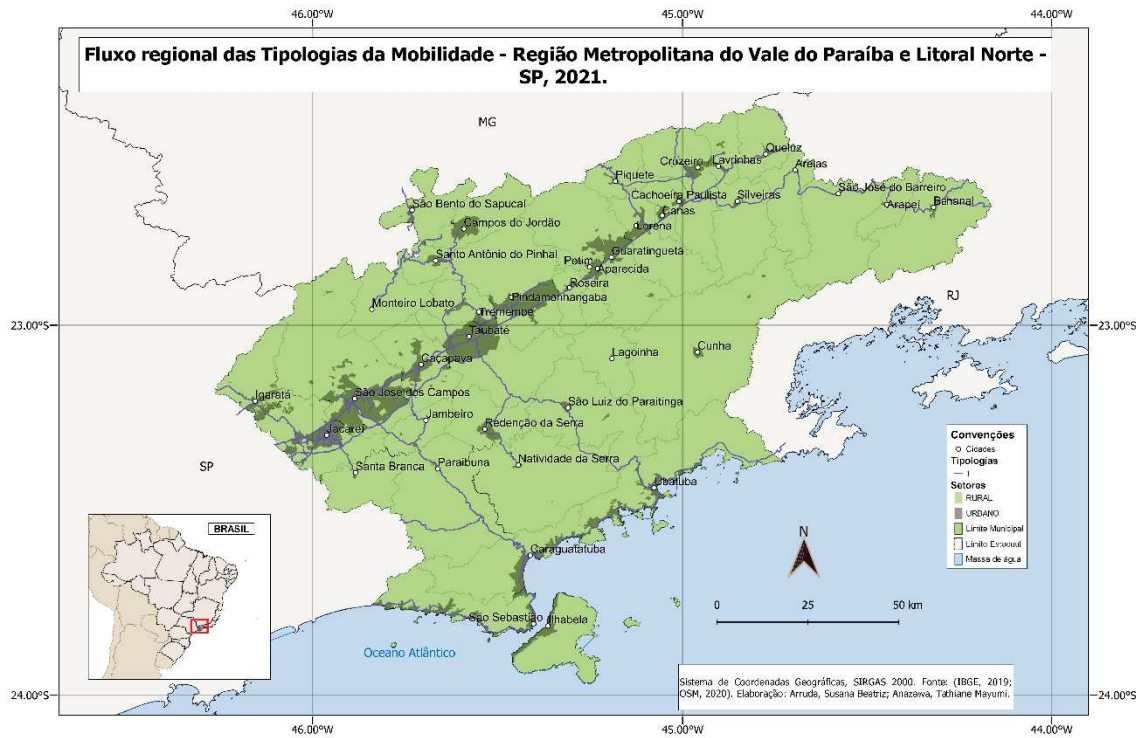 46.00°W 45.00°W 44.00°W
Fluxo regional das Tipologias da Mobilidade - Região Metropolitana do Vale do Paraíba e Litoral Norte -
SP, 2021.
MG
Queluz
Cruzeiro
Lavrinhas
Areias
Piquete
São José do Barreiro
Cachoeira Paulista
Silveiras
Arapeí
Bananal
São Bento do Sapucaí
Canas
Campos do Jordão
Lorena
Guaratinguetá
Santo Antônio do Pinhal
Potim
Aparecida
Roseira
Pindamonhangaba
Monteiro Lobato
Tremembé
RJ
23.00°S 23.00°S
Taubaté
Cunha
Lagoinha
Caçapava
São José dos Campos
Igaratá
São Luiz do Paraitinga
Jambeiro
Redenção da Serra
Jacareí
Natividade da Serra
Paraibuna
Santa Branca
SP
Ubatuba
Convenções
Cidades
Tipologias
I
Setores
RURAL
URBANO
Limite Municipal
Limite Estadual
Massa de água
BRASIL
N
Caraguatatuba
0 25 50 km
São Sebastião
Ilhabela
Oceano Atlântico
Sistema de Coordenadas Geográficas, SIRGAS 2000. Fonte: (IBGE, 2019;
OSM, 2020). Elaboração: Arruda, Susana Beatriz; Anazawa, Tathiane Mayumi.
24.00°S 24.00°S
46.00°W 45.00°W 44.00°W